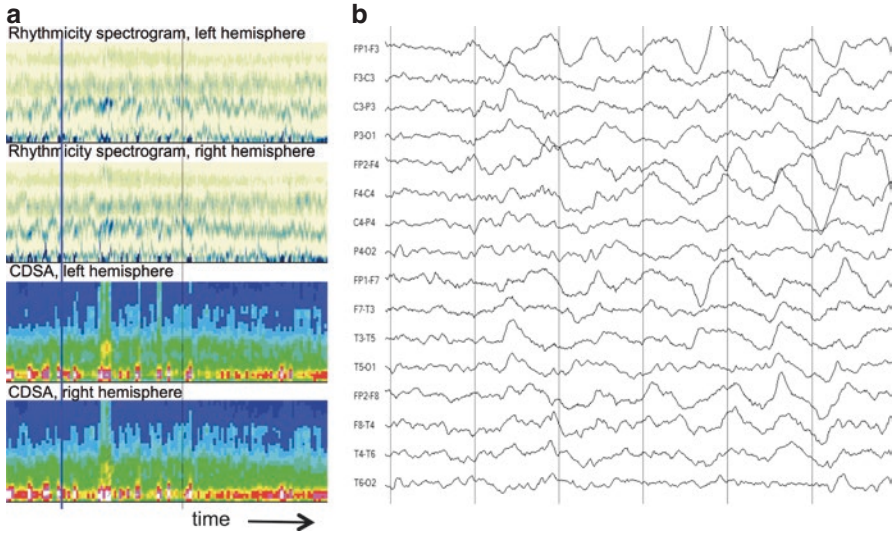 a
Rhythmicity spectrogram, left hemisphere
Rhythmicity spectrogram, right hemisphere
CDSA, left hemisphere
CDSA, right hemisphere
time
b
FP1-F3
F3-C3
C3-P3
P3-O1
FP2-F4
F4-C4
C4-P4
P4-O2
FP1-F7
F7-T3
T3-T5
T5-O1
FP2-F8
F8-T4
T4-T6
T6-O2